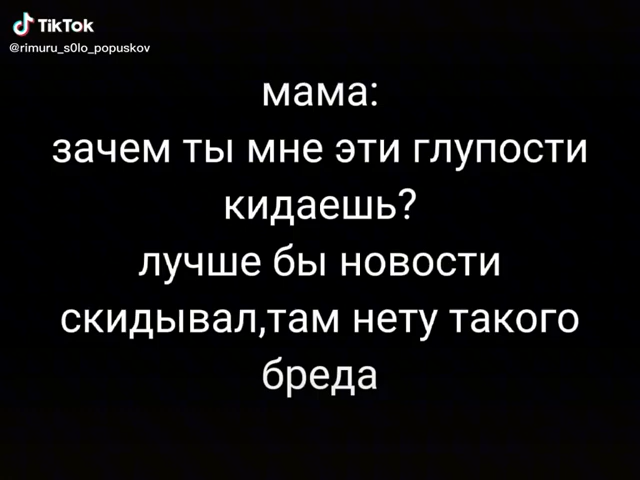 TikTok
@rimuru_s0lo_popuskov
мама:
зачем ты мне эти глупости
кидаешь?
лучше бы новости
скидывал,там нету такого
бреда